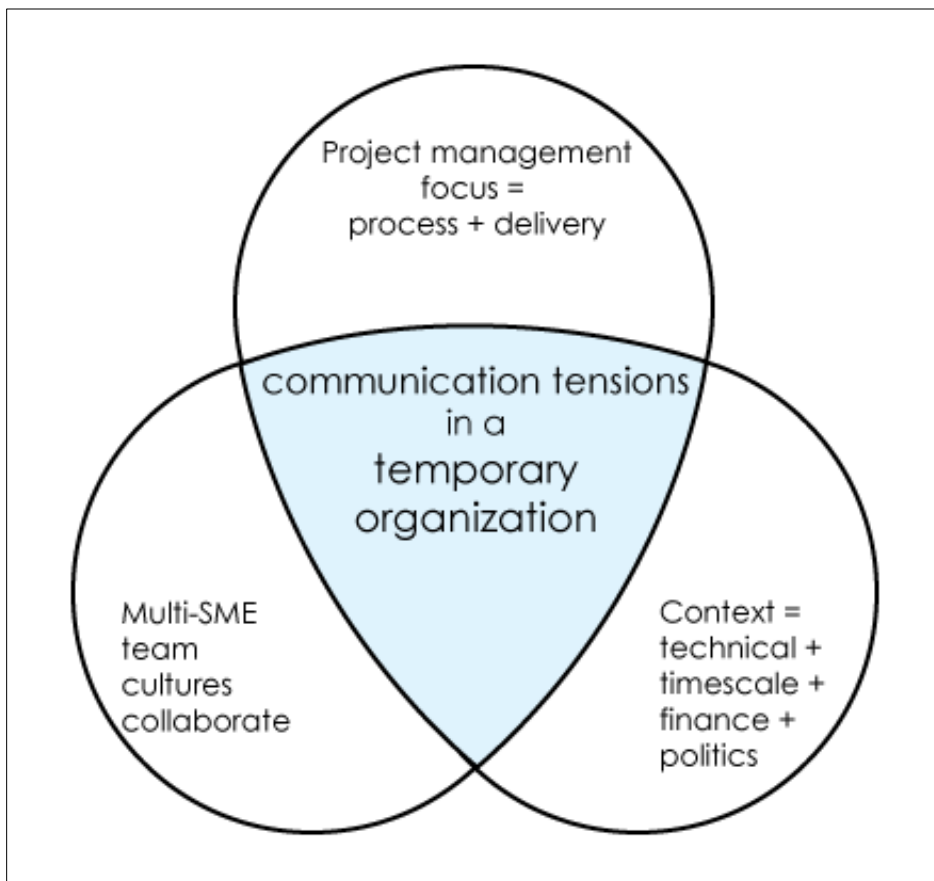 Project management
focus =
process + delivery
communication tensions
in a
temporary
organization
Multi-SME
team
cultures
collaborate
Context =
technical +
timescale +
finance +
politics